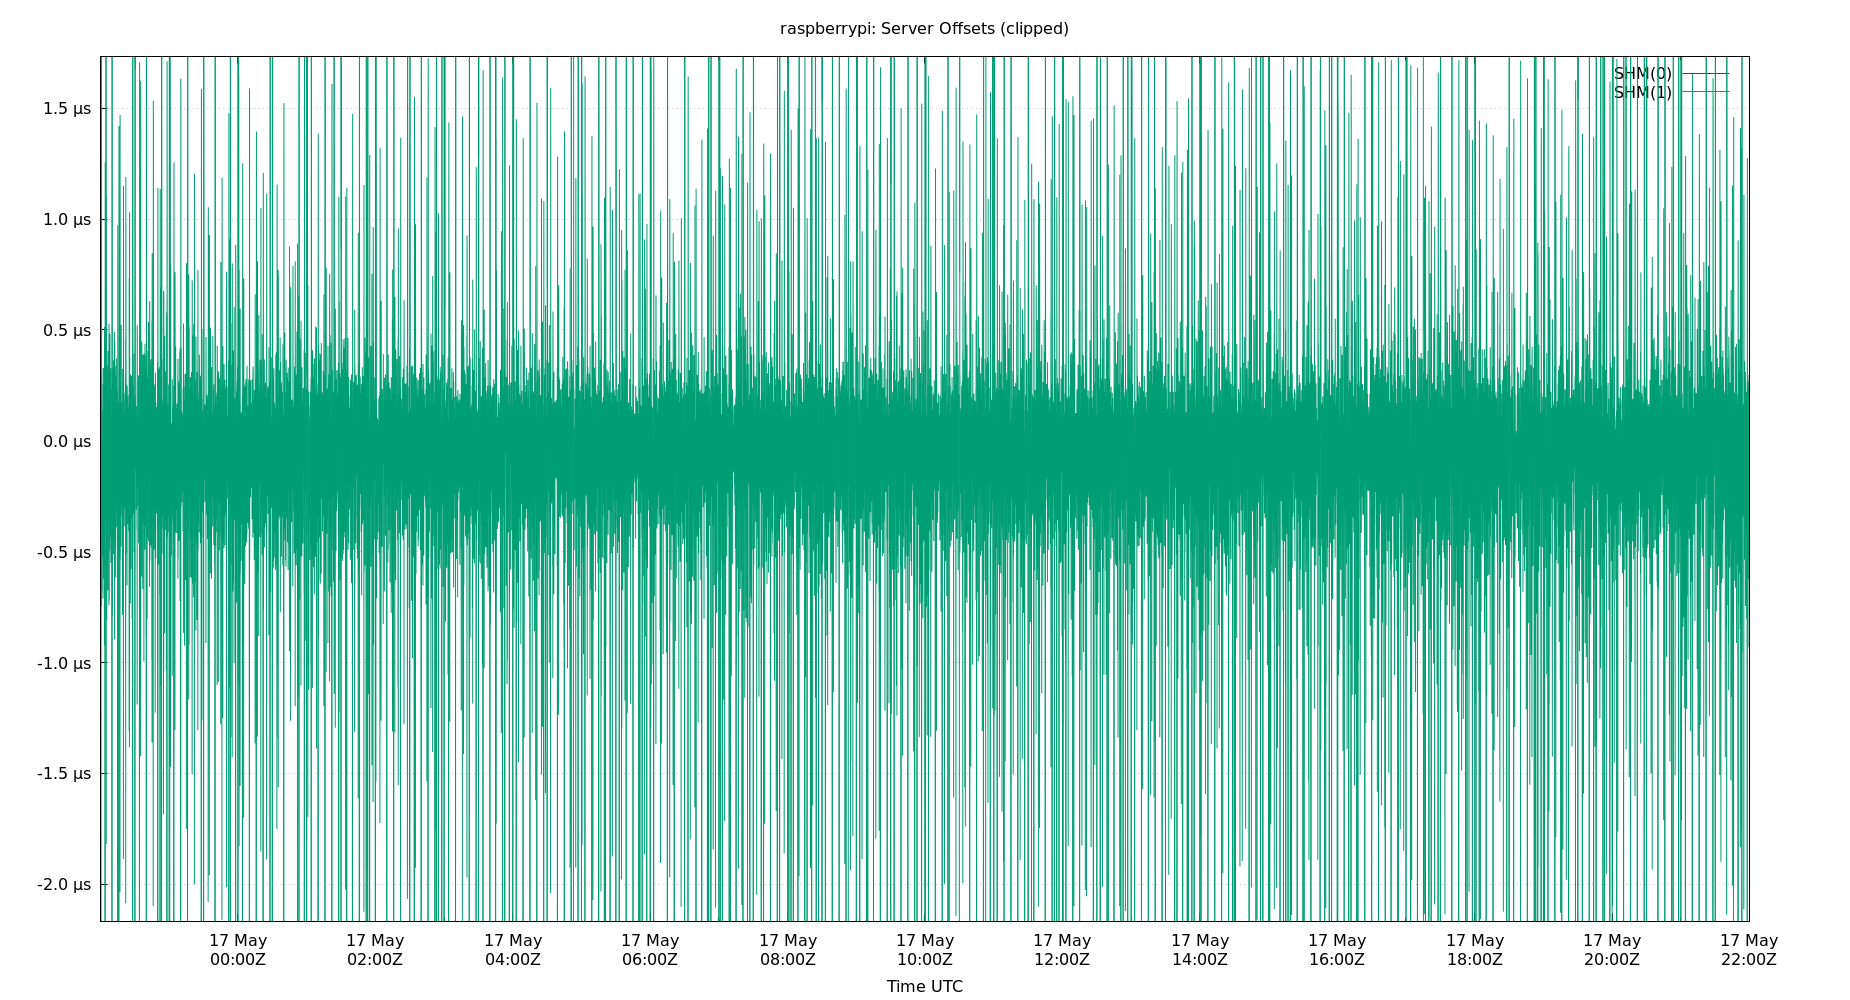 raspberrypi: Server Offsets (clipped)
SHM(0)
SHM(1)
1.5 µs
1.0 µs
0.5 µs
0.0 µs
-0.5 µs
-1.0 µs
-1.5 µs
-2.0 µs
17 May 17 May 17 May 17 May 17 May 17 May 17 May 17 May 17 May 17 May 17 May 17 May
00:00Z 02:00Z 04:00Z 06:00Z 08:00Z 10:00Z 12:00Z 14:00Z 16:00Z 18:00Z 20:00Z 22:00Z
Time UTC